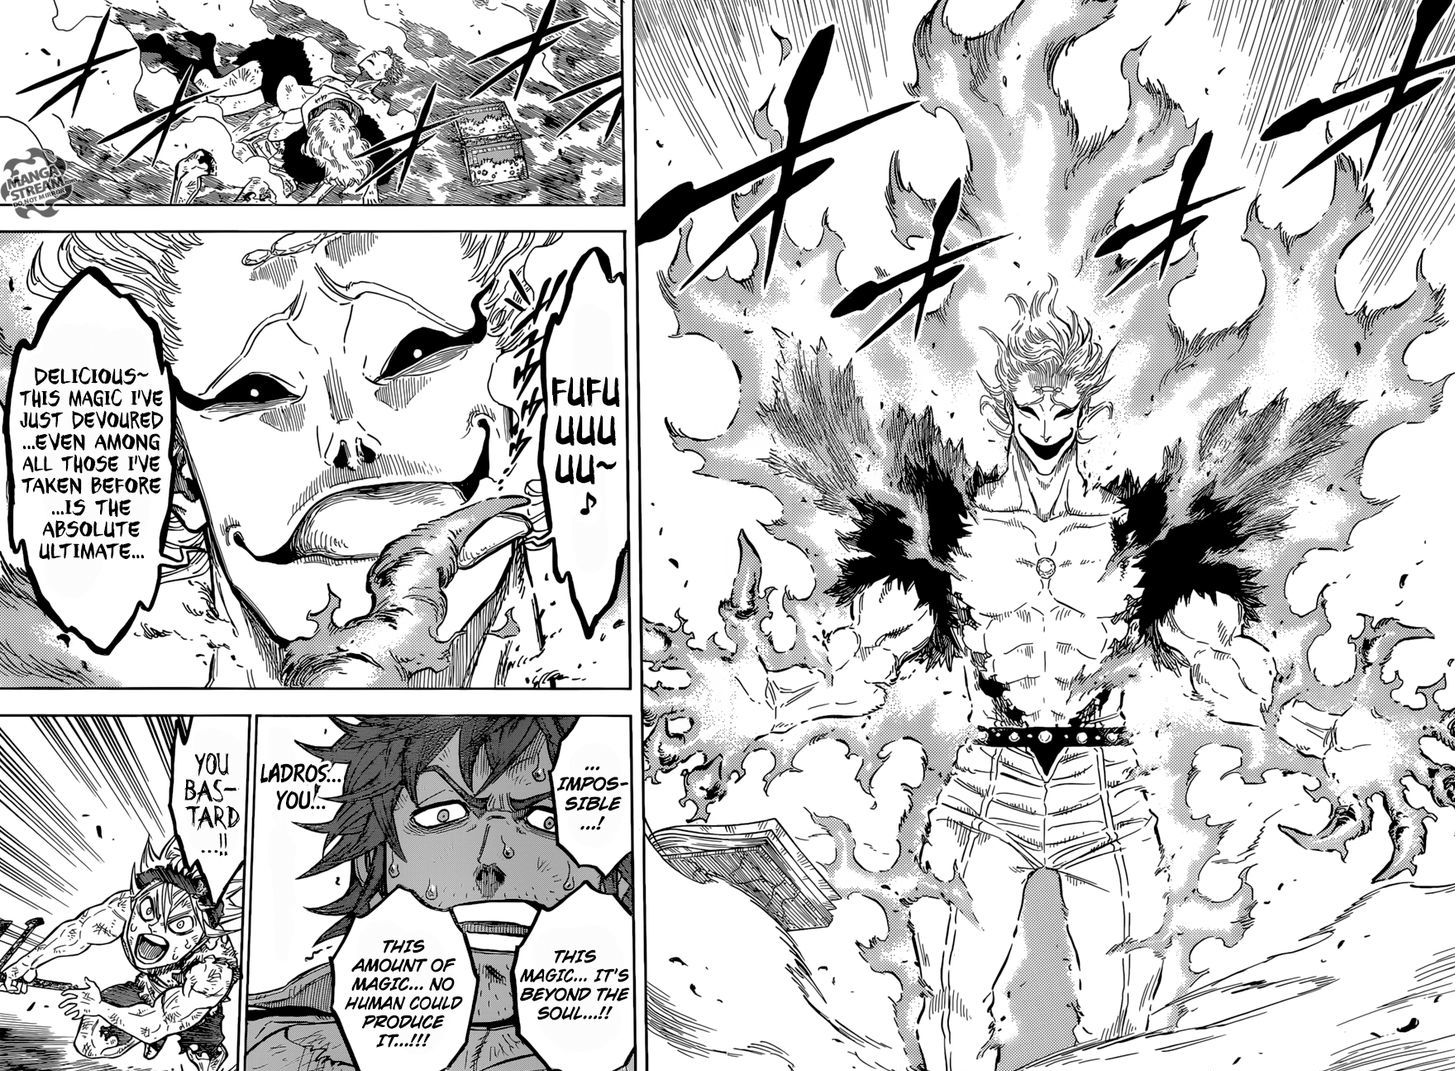 MANGA
STREAM
DO NOT MIRROR
FUFU
UUU
UU~
♪
DELICIOUS~
THIS MAGIC I'VE
JUST DEVOURED
...EVEN AMONG
ALL THOSE I'VE
TAKEN BEFORE
...IS THE
ABSOLUTE
ULTIMATE...
...
IMPOS-
SIBLE
...!
LADROS...
YOU...
THIS
MAGIC... IT'S
BEYOND THE
SOUL...!!
THIS
AMOUNT OF
MAGIC... NO
HUMAN COULD
PRODUCE
IT...!!!
YOU
BAS-
TARD
...!!